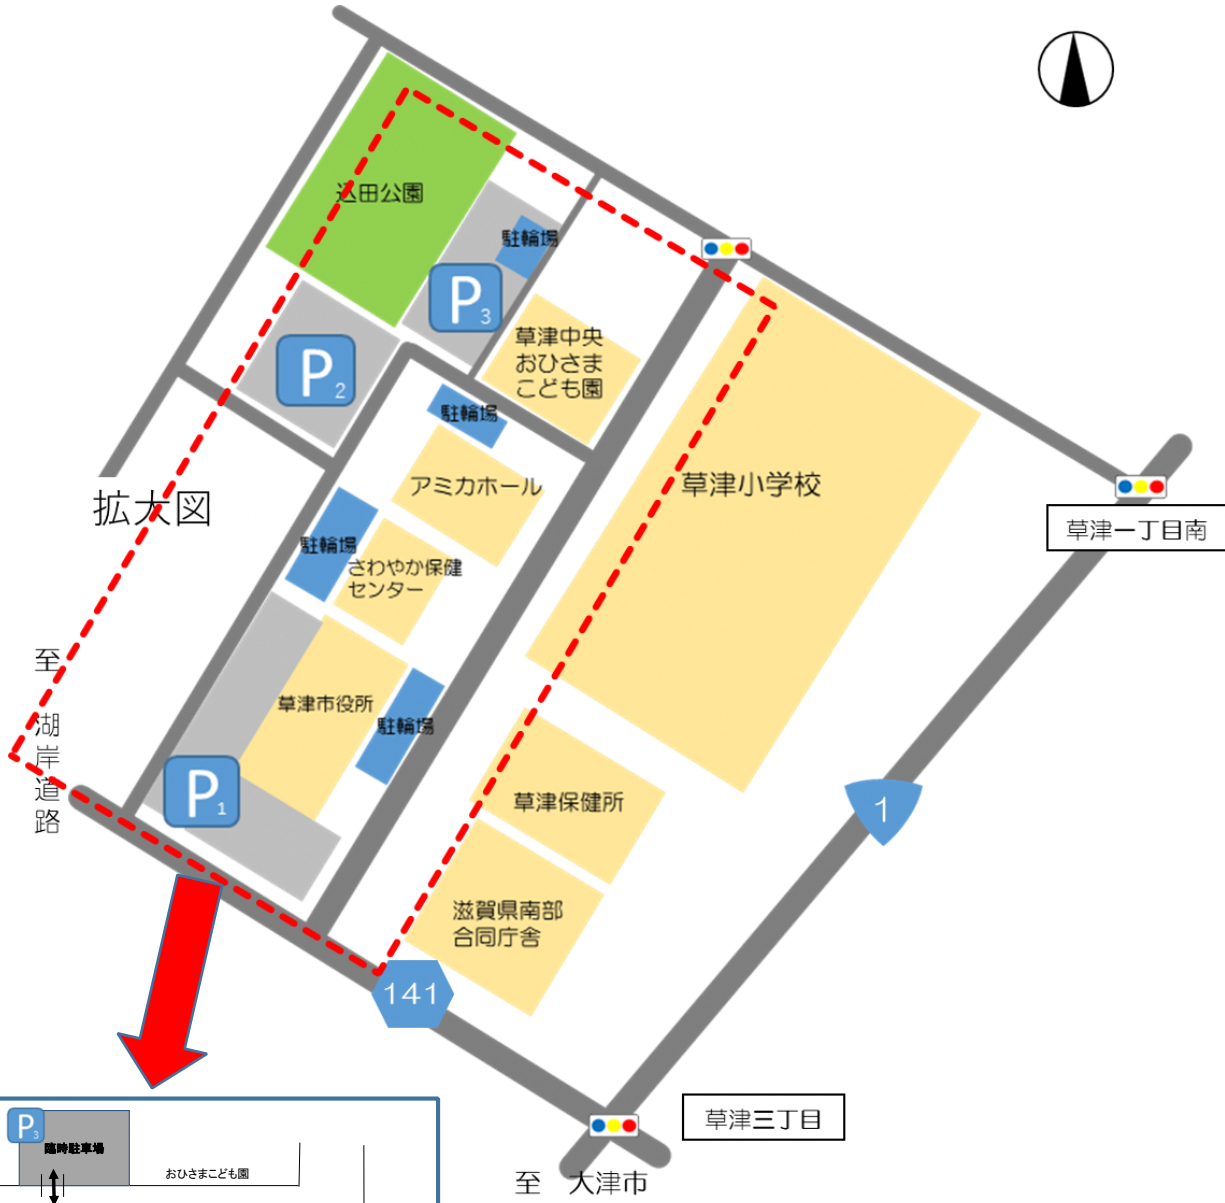 込田公園
駐輪場
P3
草津中央
おひさま
こども園
P2
駐輪場
アミカホール
草津小学校
拡大図
草津一丁目南
駐輪場
さわやか保健
センター
至
湖岸道路
草津市役所
駐輪場
P1
草津保健所
1
滋賀県南部
合同庁舎
141
草津三丁目
至 大津市
P3
臨時駐車場
おひさまこども園